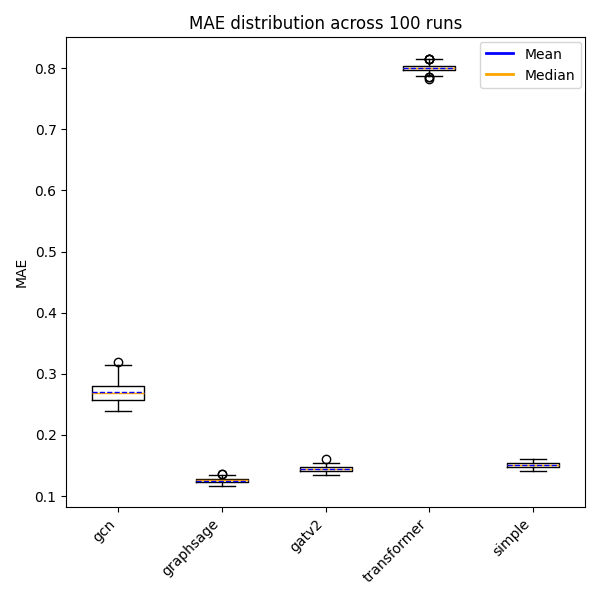 MAE distribution across 100 runs
Mean
Median
MAE
0.8
0.7
0.6
0.5
0.4
0.3
0.2
0.1
gcn
graphsage
gatv2
transformer
simple